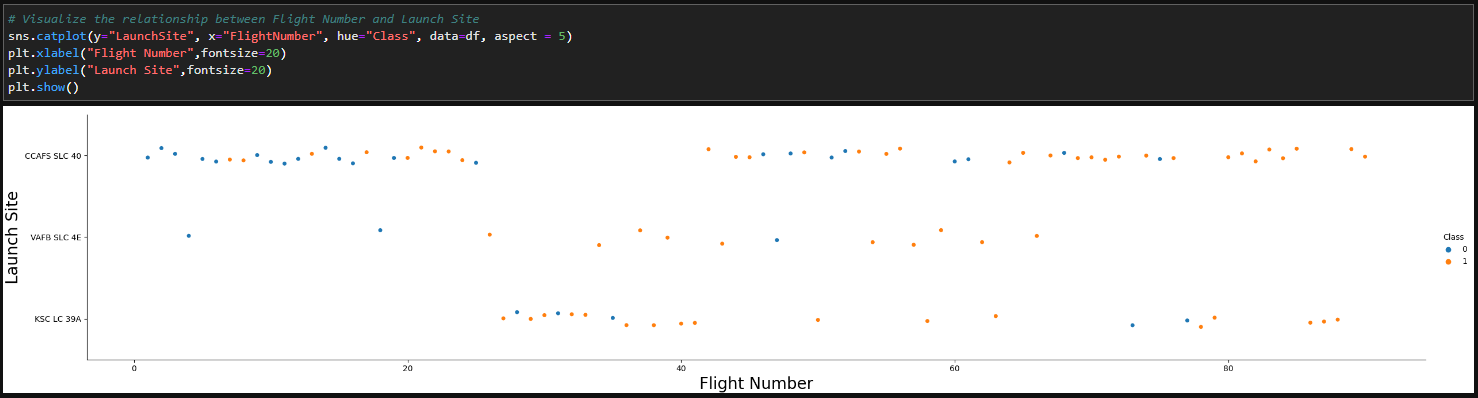 # Visualize the relationship between Flight Number and Launch Site
sns.catplot(y="LaunchSite", x="FlightNumber", hue="Class", data=df, aspect = 5)
plt.xlabel("Flight Number",fontsize=20)
plt.ylabel("Launch Site",fontsize=20)
plt.show()
Launch Site
CCAFS SLC 40
VAFB SLC 4E
KSC LC 39A
Class
0
1
0 20 40 60 80
Flight Number